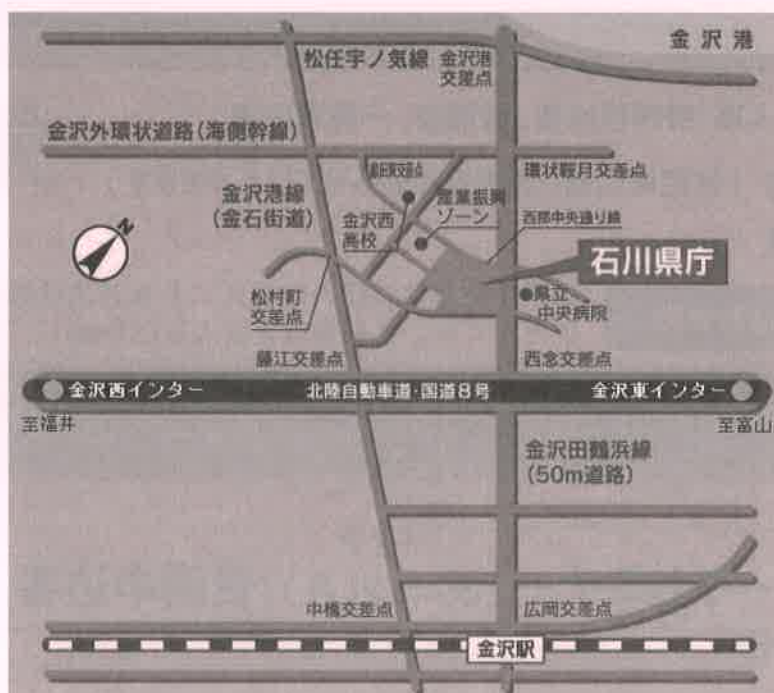 金沢港
松任宇ノ気線
金沢港
交差点
金沢外環状道路(海側幹線)
環状鞍月交差点
金沢港線
(金石街道)
金沢西
高校
産業振興
ゾーン
西部中央通り線
N
石川県庁
松村町
交差点
県立
中央病院
藤江交差点
西念交差点
金沢西インター
北陸自動車道・国道8号
金沢東インター
至福井
至富山
金沢田鶴浜線
(50m道路)
中橋交差点
広岡交差点
金沢駅